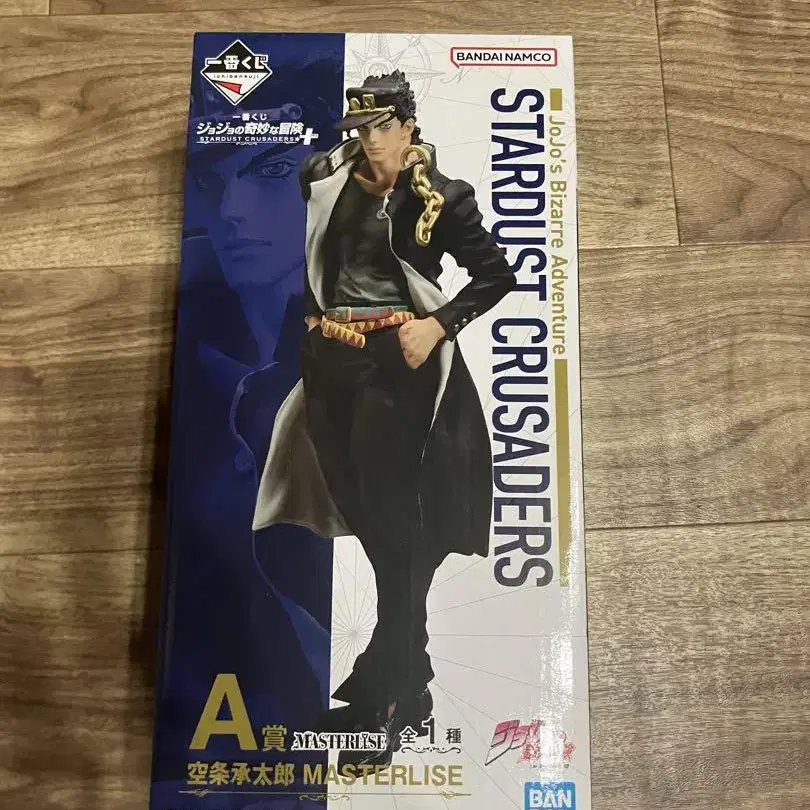 一番くじ
ichibankuji
一番くじ
ジョジョの奇妙な冒険
STARDUST CRUSADERS
+
BANDAI NAMCO
JoJo's Bizarre Adventure
STARDUST CRUSADERS
A賞 MASTERLISE 全1種
空条承太郎 MASTERLISE
BAN